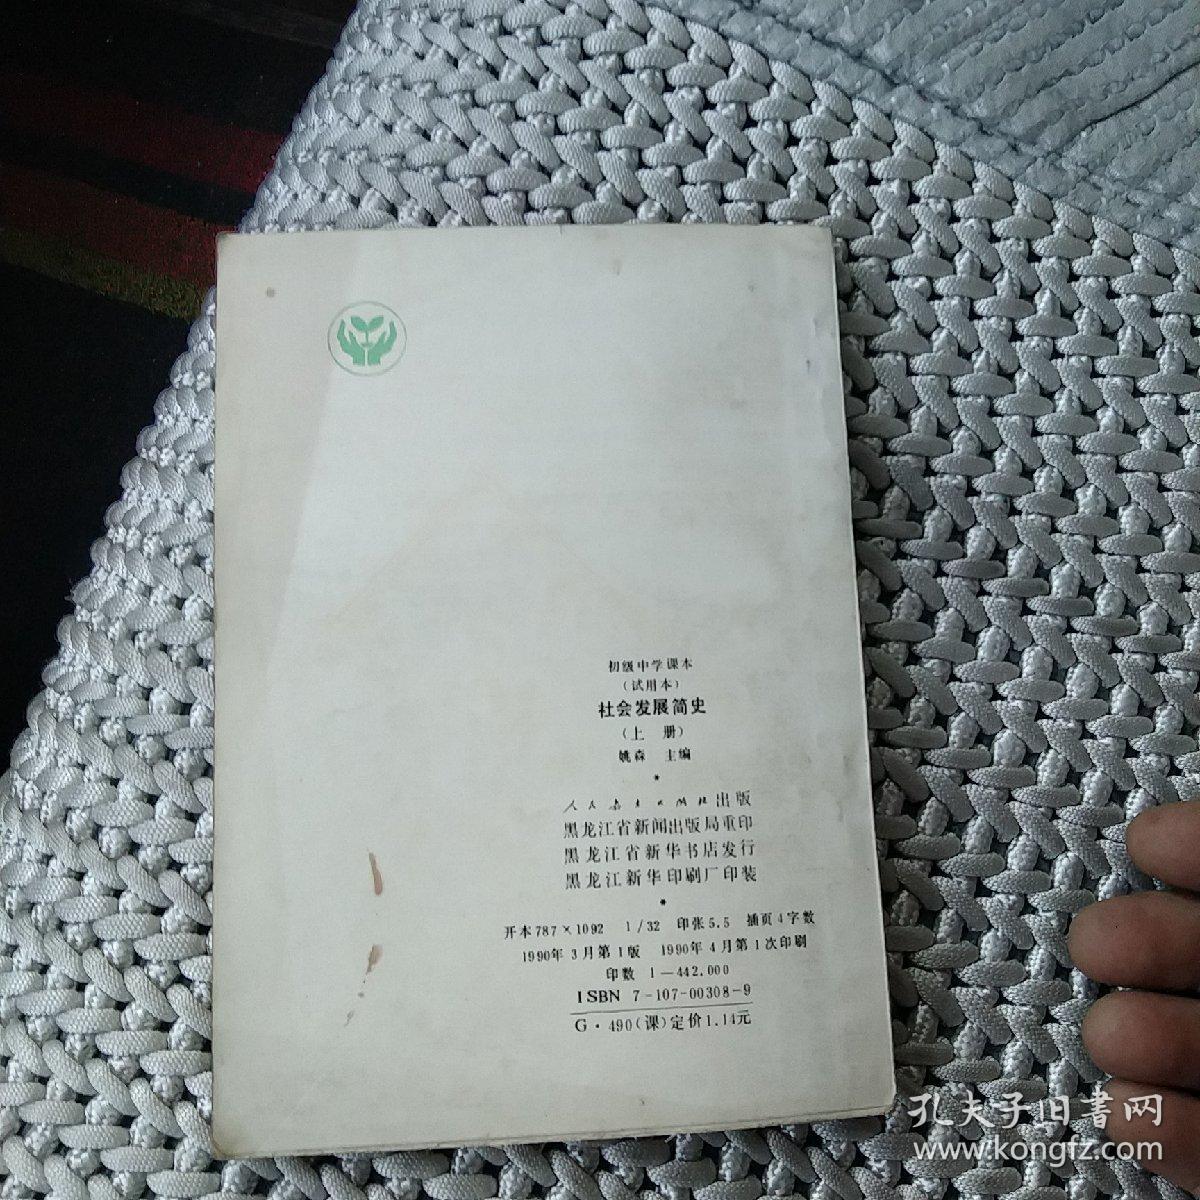 初级中学课本
（试用本）
社会发展简史
（上 册）
姚森 主编
*
人民教育出版社出版
黑龙江省新闻出版局重印
黑龙江省新华书店发行
黑龙江新华印刷厂印装
*
开本787×1092 1/32 印张5.5 插页4字数
1990年3月第1版 1990年4月第1次印刷
印数 1—442.000
ISBN 7-107-00308-9
G·490(课)定价1.14元
孔夫子旧书网
www.kongfz.com